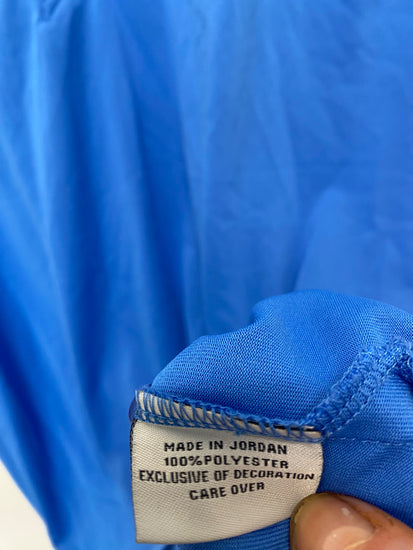 MADE IN JORDAN
100%POLYESTER
EXCLUSIVE OF DECORATION
CARE OVER